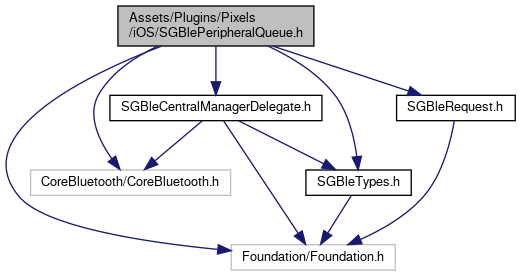 Assets/Plugins/Pixels
/iOS/SGBlePeripheralQueue.h
SGBleCentralManagerDelegate.h
SGBleRequest.h
CoreBluetooth/CoreBluetooth.h
SGBleTypes.h
Foundation/Foundation.h